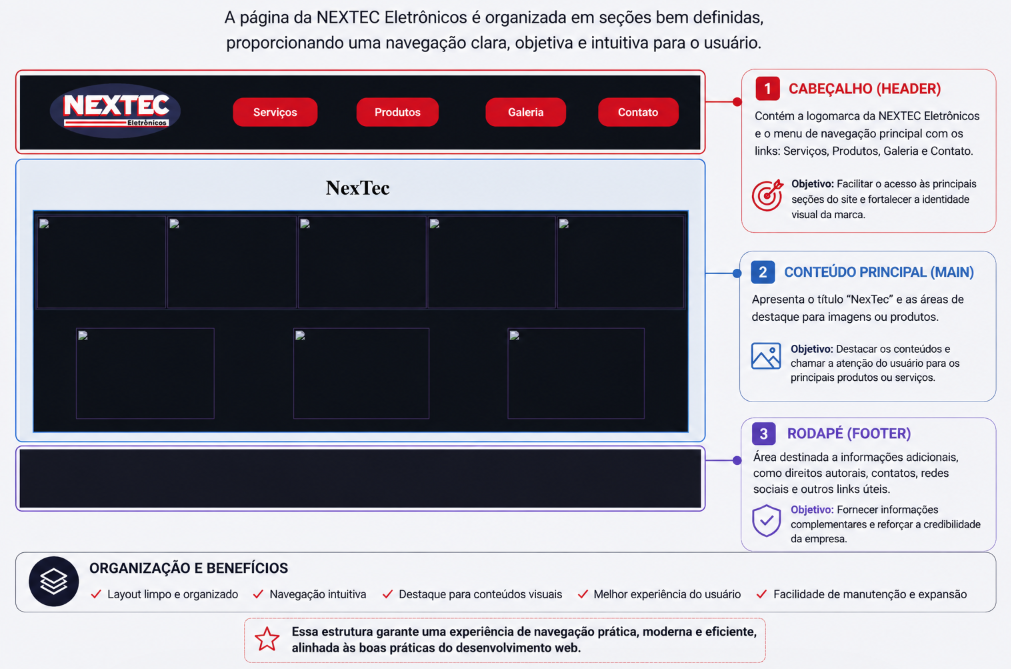 A página da NEXTEC Eletrônicos é organizada em seções bem definidas,
proporcionando uma navegação clara, objetiva e intuitiva para o usuário.
NEXTEC
Eletrônicos
Serviços
Produtos
Galeria
Contato
NexTec
1 CABEÇALHO (HEADER)
Contém a logomarca da NEXTEC Eletrônicos
e o menu de navegação principal com os
links: Serviços, Produtos, Galeria e Contato.
Objetivo: Facilitar o acesso às principais
seções do site e fortalecer a identidade
visual da marca.
2 CONTEÚDO PRINCIPAL (MAIN)
Apresenta o título "NexTec" e as áreas de
destaque para imagens ou produtos.
Objetivo: Destacar os conteúdos e
chamar a atenção do usuário para os
principais produtos ou serviços.
3 RODAPÉ (FOOTER)
Área destinada a informações adicionais,
como direitos autorais, contatos, redes
sociais e outros links úteis.
Objetivo: Fornecer informações
complementares e reforçar a credibilidade
da empresa.
ORGANIZAÇÃO E BENEFÍCIOS
Layout limpo e organizado
Navegação intuitiva
Destaque para conteúdos visuais
Melhor experiência do usuário
Facilidade de manutenção e expansão
Essa estrutura garante uma experiência de navegação prática, moderna e eficiente,
alinhada às boas práticas do desenvolvimento web.